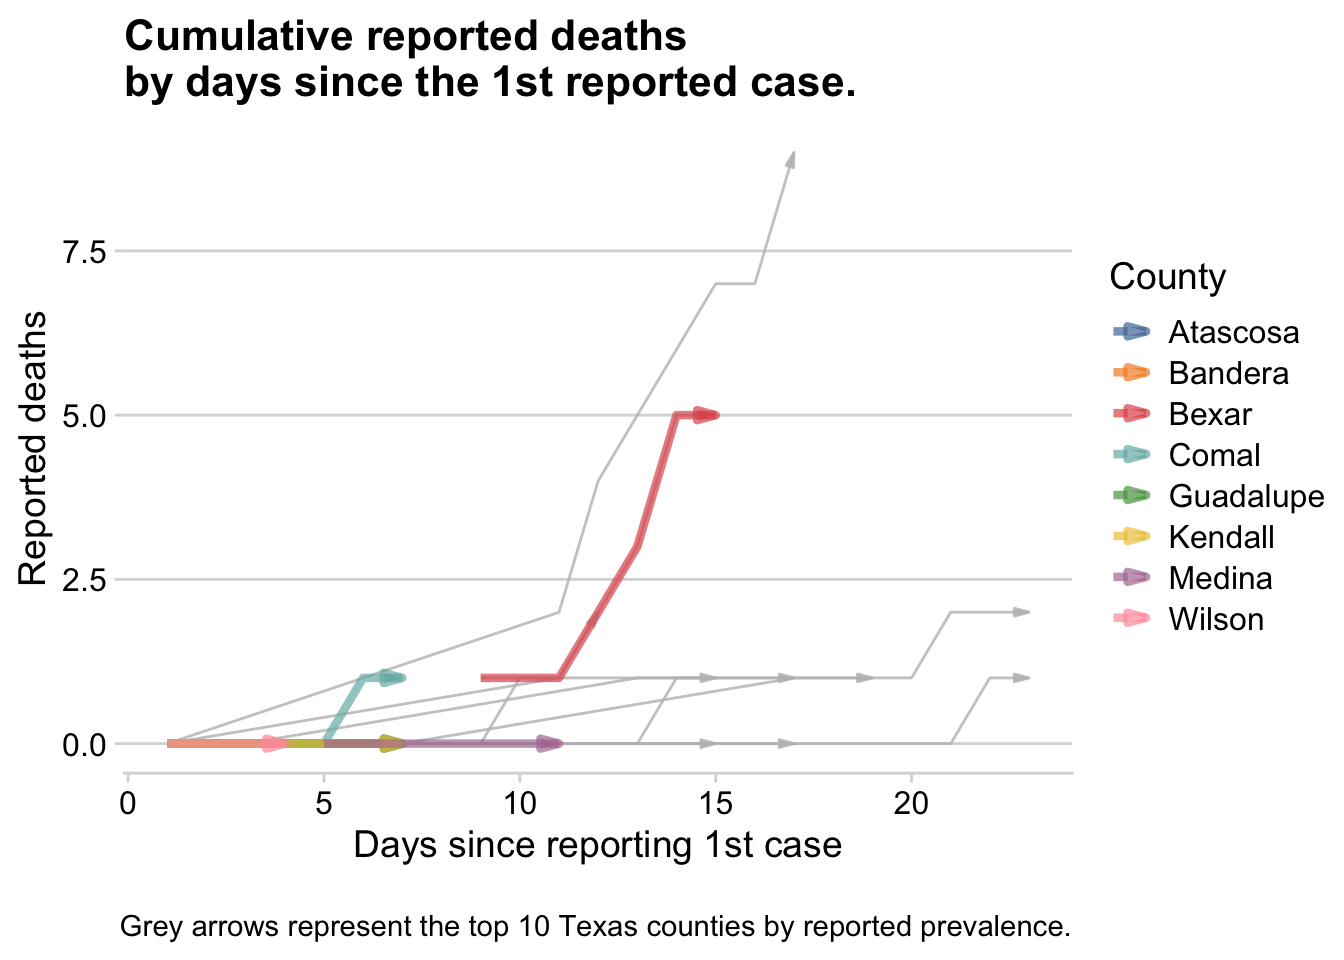 Cumulative reported deaths
by days since the 1st reported case.
7.5
5.0
2.5
0.0
Reported deaths
0 5 10 15 20
Days since reporting 1st case
County
Atascosa
Bandera
Bexar
Comal
Guadalupe
Kendall
Medina
Wilson
Grey arrows represent the top 10 Texas counties by reported prevalence.